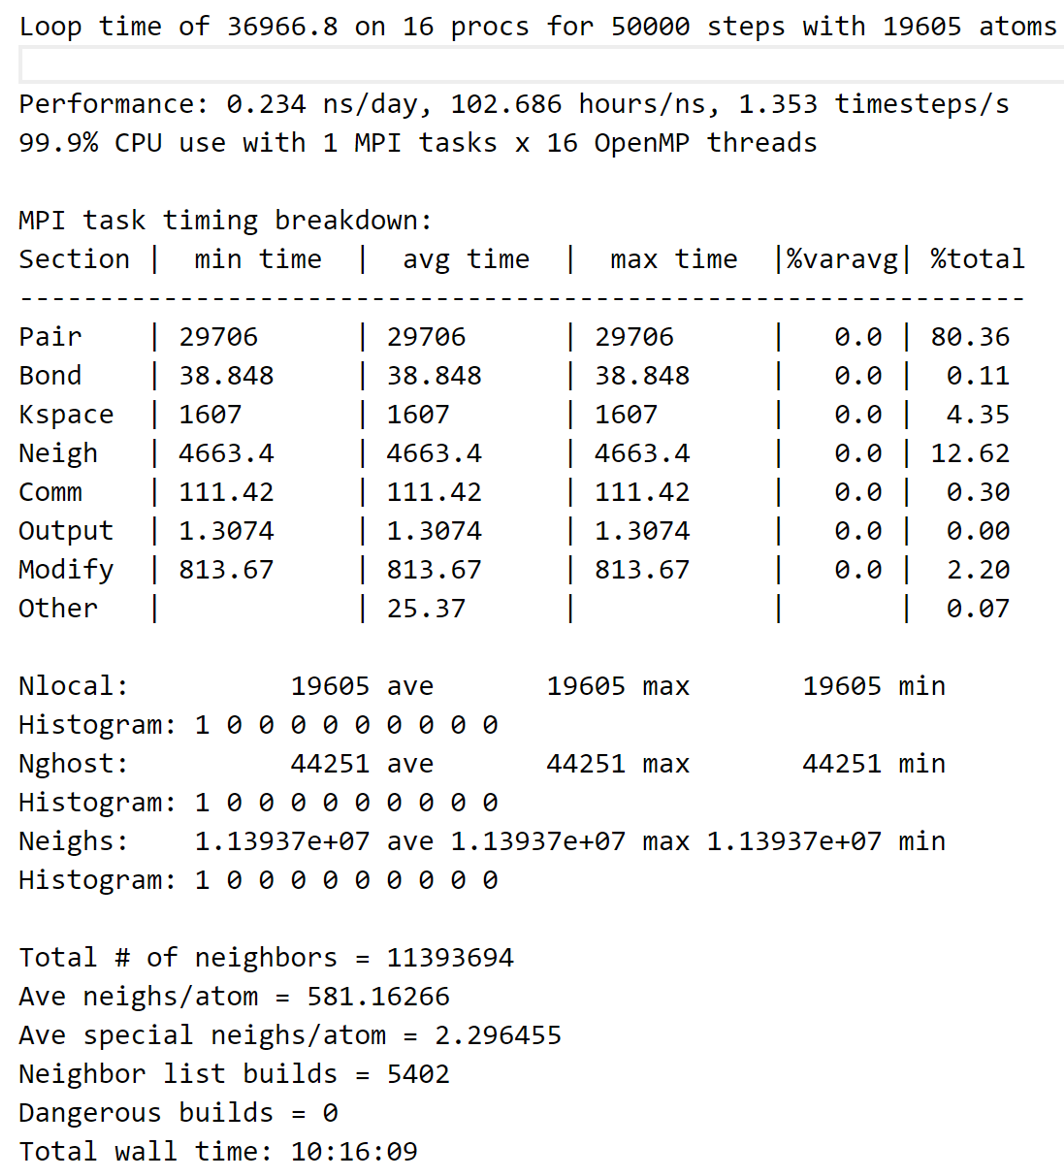 Loop time of 36966.8 on 16 procs for 50000 steps with 19605 atoms
Performance: 0.234 ns/day, 102.686 hours/ns, 1.353 timesteps/s
99.9% CPU use with 1 MPI tasks x 16 OpenMP threads
MPI task timing breakdown:
Section |  min time  |  avg time  |  max time  |%varavg| %total
---------------------------------------------------------------
Pair    | 29706      | 29706      | 29706      |   0.0 | 80.36
Bond    | 38.848     | 38.848     | 38.848     |   0.0 |  0.11
Kspace  | 1607       | 1607       | 1607       |   0.0 |  4.35
Neigh   | 4663.4     | 4663.4     | 4663.4     |   0.0 | 12.62
Comm    | 111.42     | 111.42     | 111.42     |   0.0 |  0.30
Output  | 1.3074     | 1.3074     | 1.3074     |   0.0 |  0.00
Modify  | 813.67     | 813.67     | 813.67     |   0.0 |  2.20
Other   |            | 25.37      |            |       |  0.07
Nlocal:          19605 ave       19605 max       19605 min
Histogram: 1 0 0 0 0 0 0 0 0 0
Nghost:          44251 ave       44251 max       44251 min
Histogram: 1 0 0 0 0 0 0 0 0 0
Neighs:    1.13937e+07 ave 1.13937e+07 max 1.13937e+07 min
Histogram: 1 0 0 0 0 0 0 0 0 0
Total # of neighbors = 11393694
Ave neighs/atom = 581.16266
Ave special neighs/atom = 2.296455
Neighbor list builds = 5402
Dangerous builds = 0
Total wall time: 10:16:09